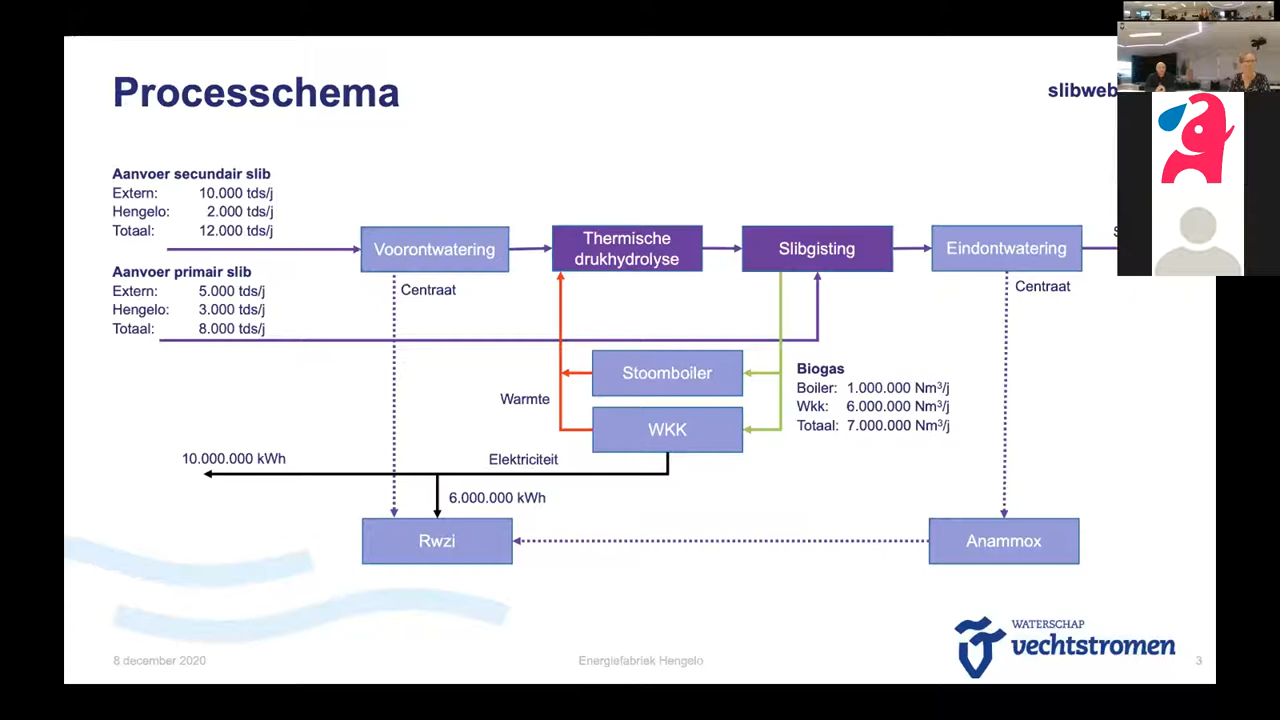 Processchema
slibweb
Aanvoer secundair slib
Extern: 10.000 tds/j
Hengelo: 2.000 tds/j
Totaal: 12.000 tds/j
Voorontwatering
Thermische
drukhydrolyse
Slibgisting
Eindontwatering
Aanvoer primair slib
Extern: 5.000 tds/j
Hengelo: 3.000 tds/j
Totaal: 8.000 tds/j
Centraat
Centraat
Stoomboiler
Warmte
WKK
Biogas
Boiler: 1.000.000 Nm³/j
Wkk: 6.000.000 Nm³/j
Totaal: 7.000.000 Nm³/j
10.000.000 kWh
Elektriciteit
6.000.000 kWh
Rwzi
Anammox
WATERSCHAP
vechtstromen
8 december 2020
Energiefabriek Hengelo
3